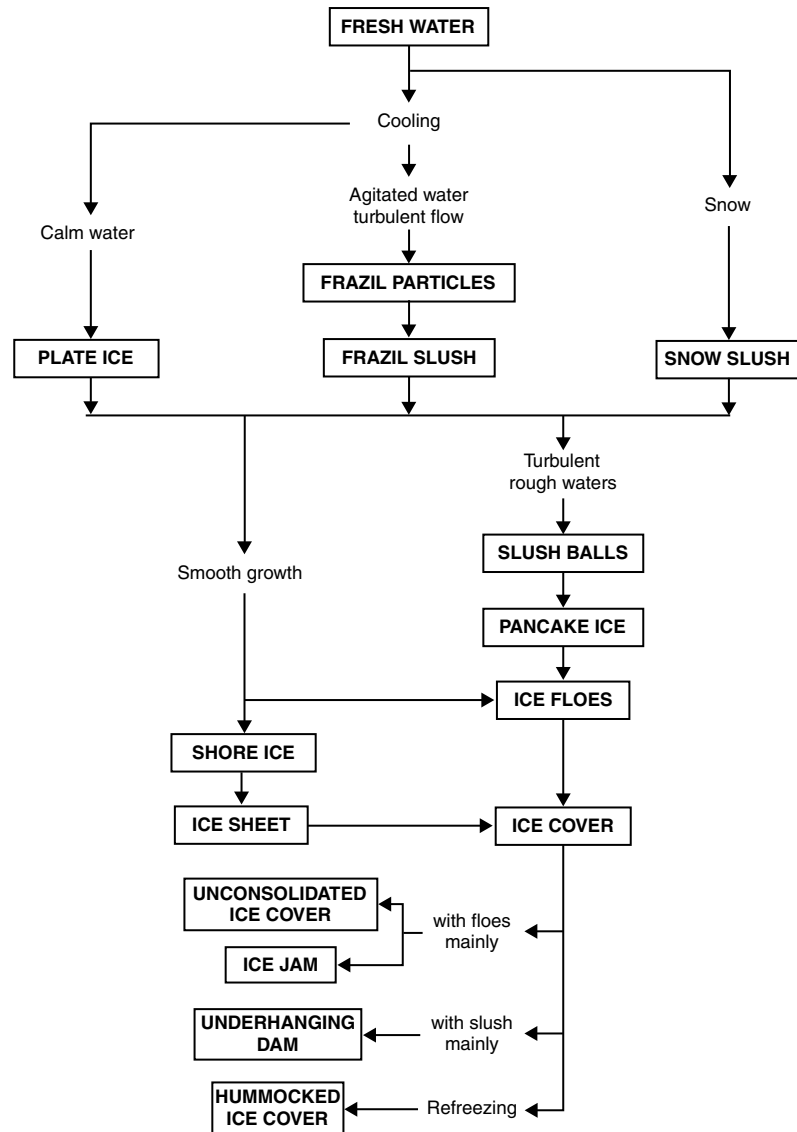 FRESH WATER
Cooling
Agitated water
turbulent flow
Snow
Calm water
FRAZIL PARTICLES
PLATE ICE
FRAZIL SLUSH
SNOW SLUSH
Turbulent
rough waters
SLUSH BALLS
Smooth growth
PANCAKE ICE
ICE FLOES
SHORE ICE
ICE SHEET
ICE COVER
UNCONSOLIDATED
ICE COVER
with floes
mainly
ICE JAM
UNDERHANGING
DAM
with slush
mainly
HUMMOCKED
ICE COVER
Refreezing